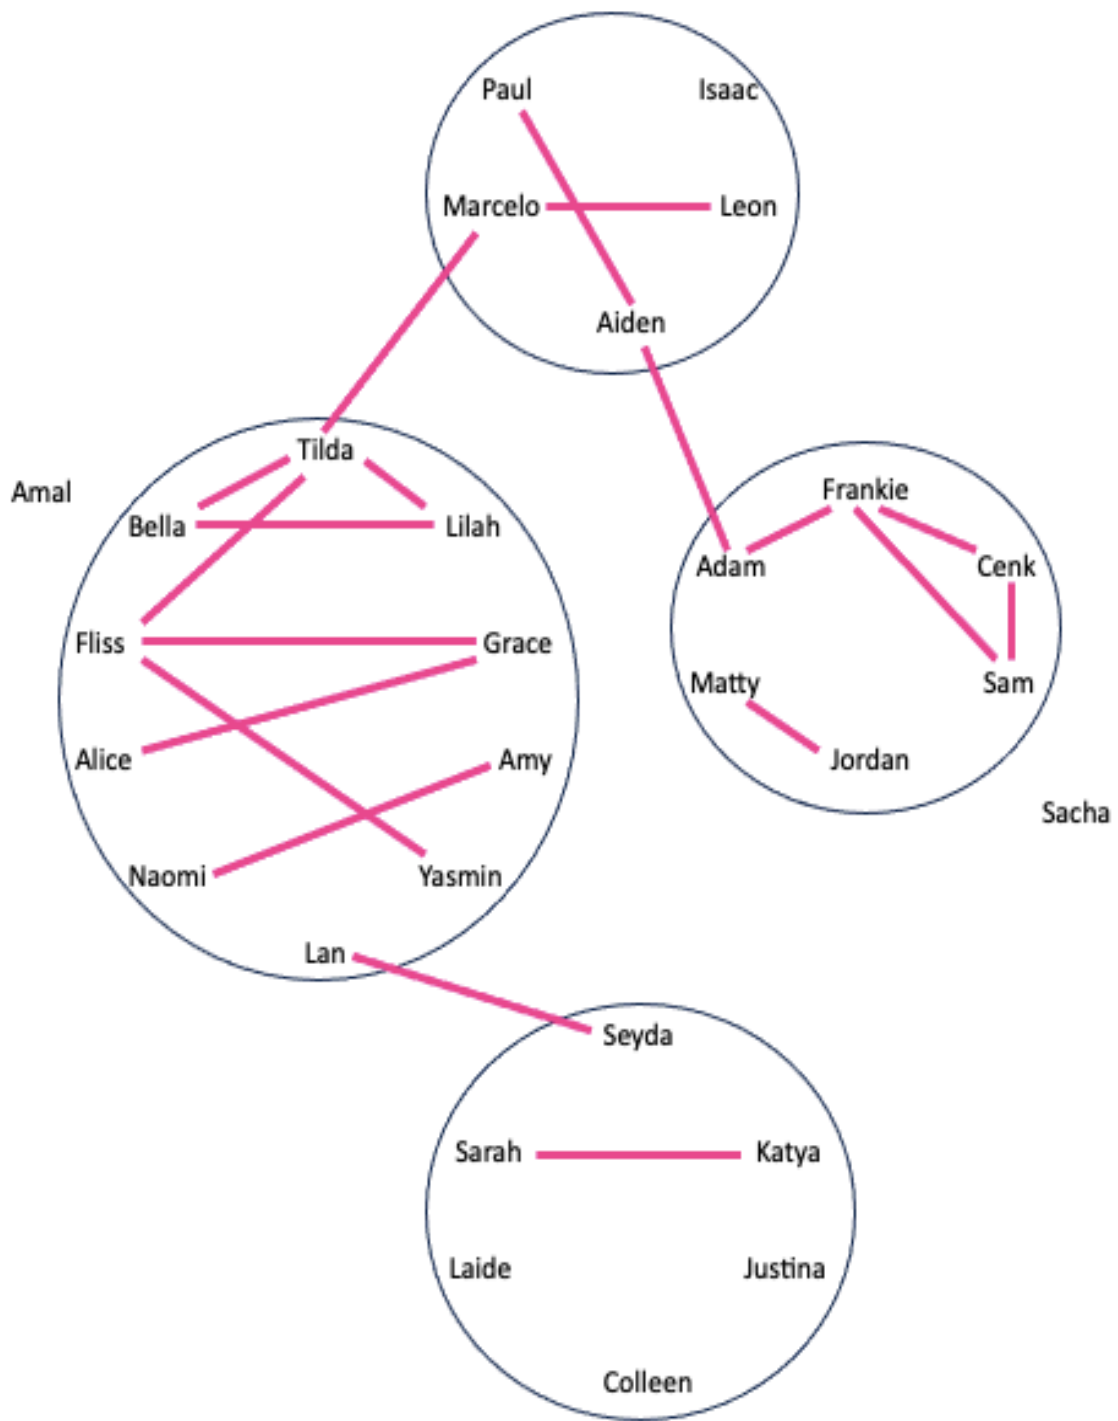 Paul
Isaac
Marcelo
Leon
Aiden
Tilda
Amal
Bella
Lilah
Frankie
Adam
Cenk
Fliss
Grace
Matty
Sam
Alice
Amy
Jordan
Sacha
Naomi
Yasmin
Lan
Seyda
Sarah
Katya
Laide
Justina
Colleen